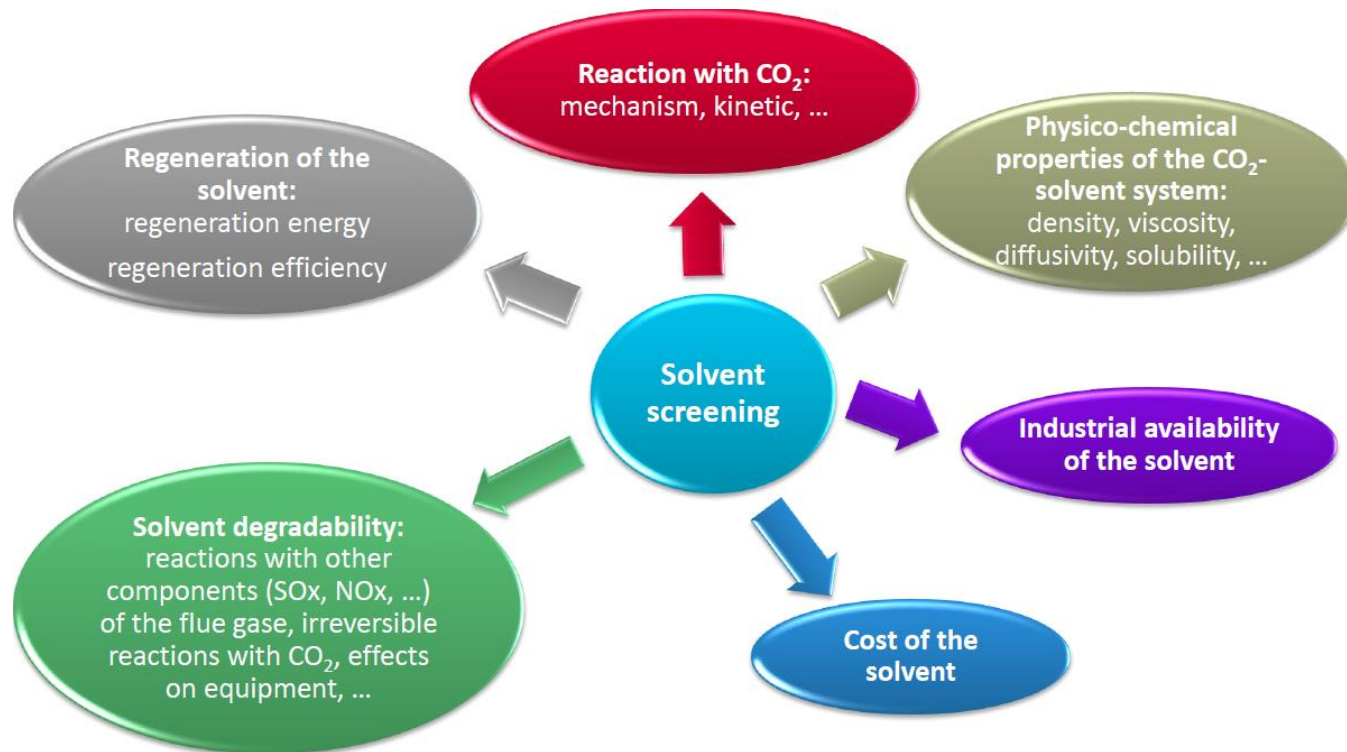 Reaction with CO₂:
mechanism, kinetic, ...
Regeneration of the
solvent:
regeneration energy
regeneration efficiency
Physico-chemical
properties of the CO₂-
solvent system:
density, viscosity,
diffusivity, solubility, ...
Solvent
screening
Industrial availability
of the solvent
Solvent degradability:
reactions with other
components (SOx, NOx, ...)
of the flue gase, irreversible
reactions with CO₂, effects
on equipment, ...
Cost of the
solvent